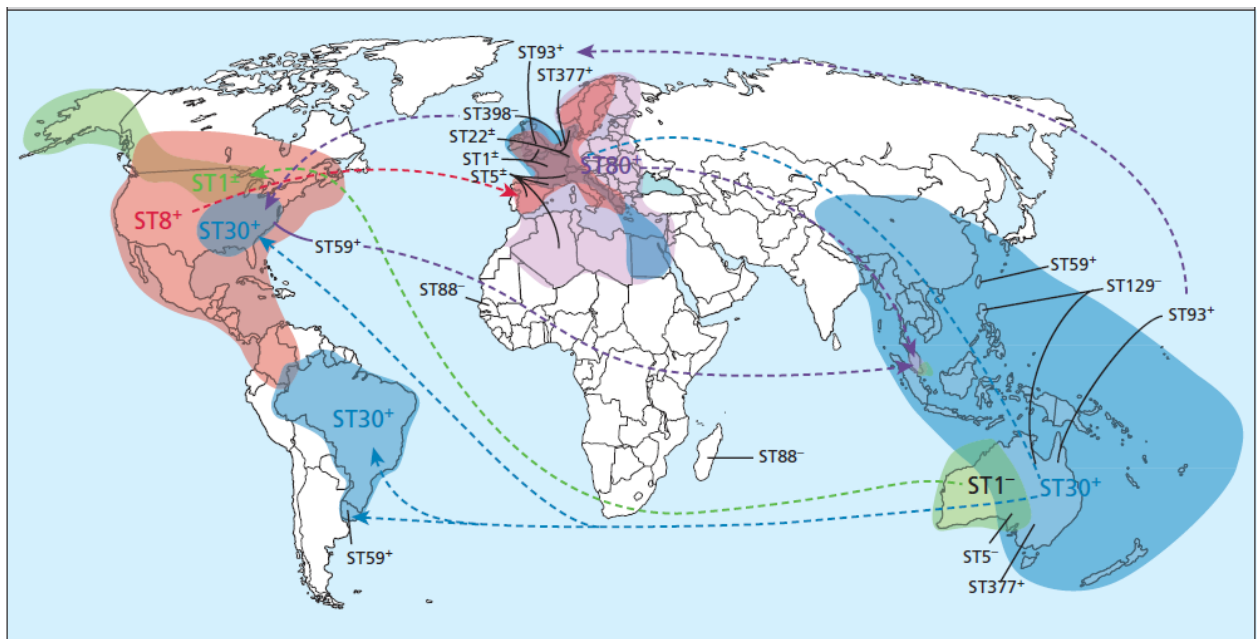 ST93⁺
ST377⁺
ST398⁻
ST22±
ST1±
ST5±
ST80⁺
ST1±
ST8⁺
ST30⁺
ST59⁺
ST88⁻
ST59⁺
ST129⁻
ST93⁺
ST30⁺
ST88⁻
ST1⁻
ST30⁺
ST59⁺
ST5⁻
ST377⁺